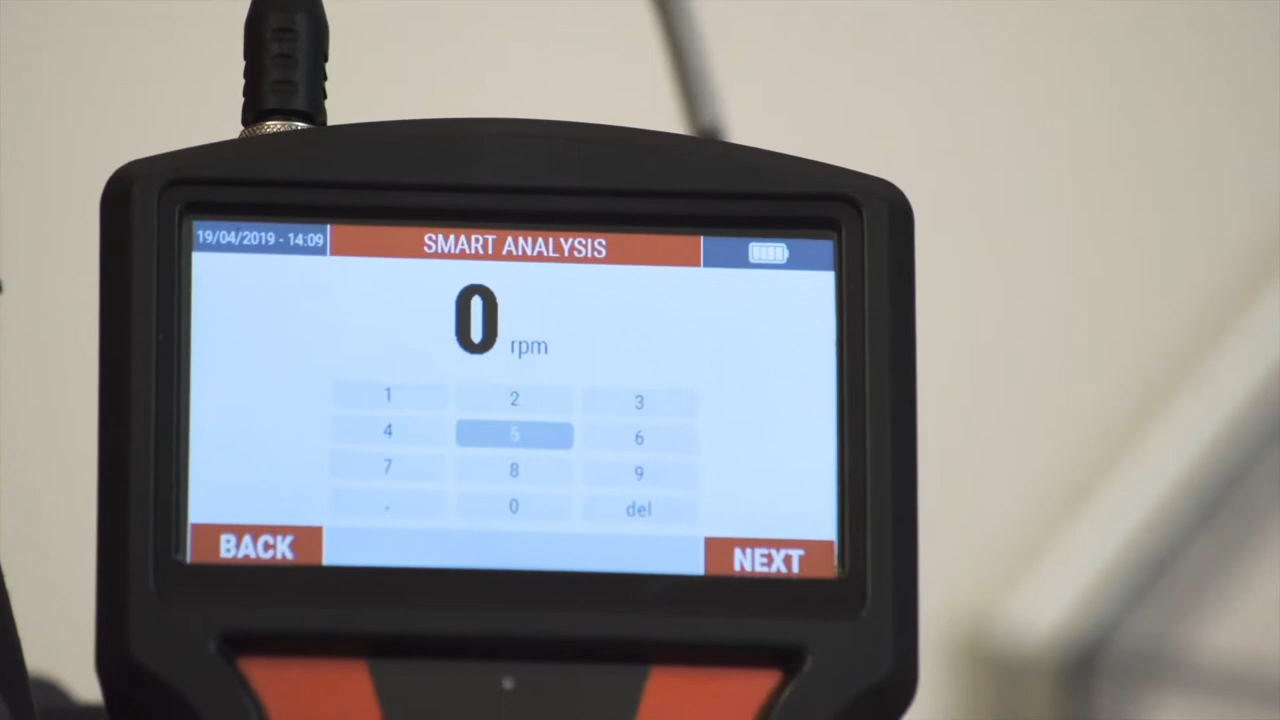 19/04/2019 - 14:09 SMART ANALYSIS
0 rpm
1 2 3
4 5 6
7 8 9
. 0 del
BACK NEXT